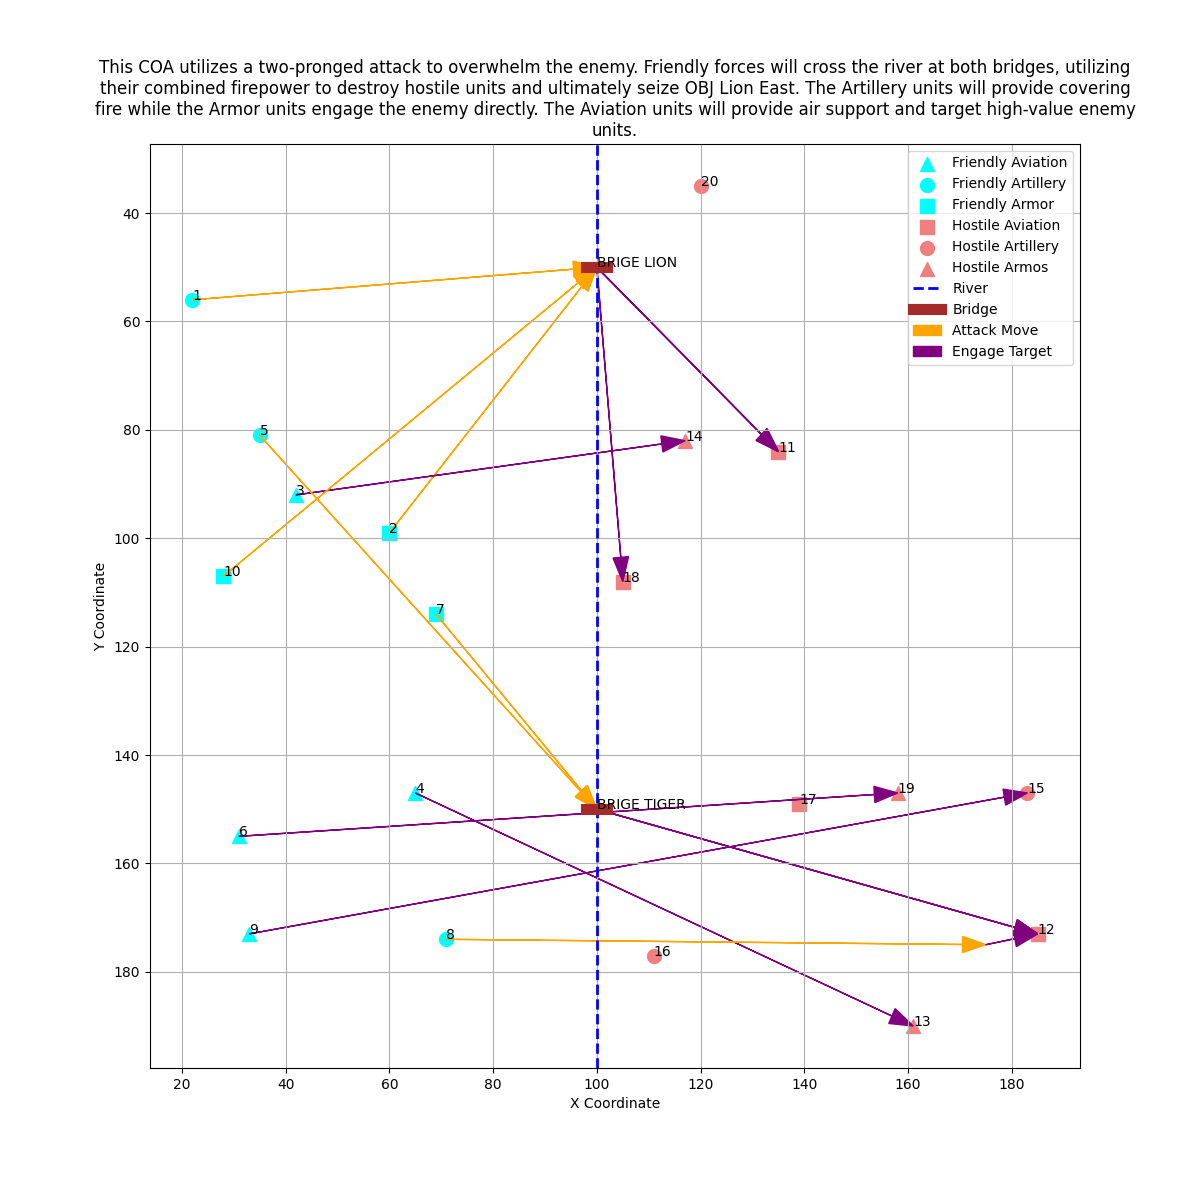 This COA utilizes a two-pronged attack to overwhelm the enemy. Friendly forces will cross the river at both bridges, utilizing
their combined firepower to destroy hostile units and ultimately seize OBJ Lion East. The Artillery units will provide covering
fire while the Armor units engage the enemy directly. The Aviation units will provide air support and target high-value enemy
units.
Friendly Aviation
Friendly Artillery
Friendly Armor
Hostile Aviation
Hostile Artillery
Hostile Armos
River
Bridge
Attack Move
Engage Target
20
BRIGE LION
1
5
14
11
3
2
10
18
7
4
19
15
17
BRIGE TIGER
6
9
8
12
16
13
40
60
80
100
120
140
160
180
Y Coordinate
20 40 60 80 100 120 140 160 180
X Coordinate